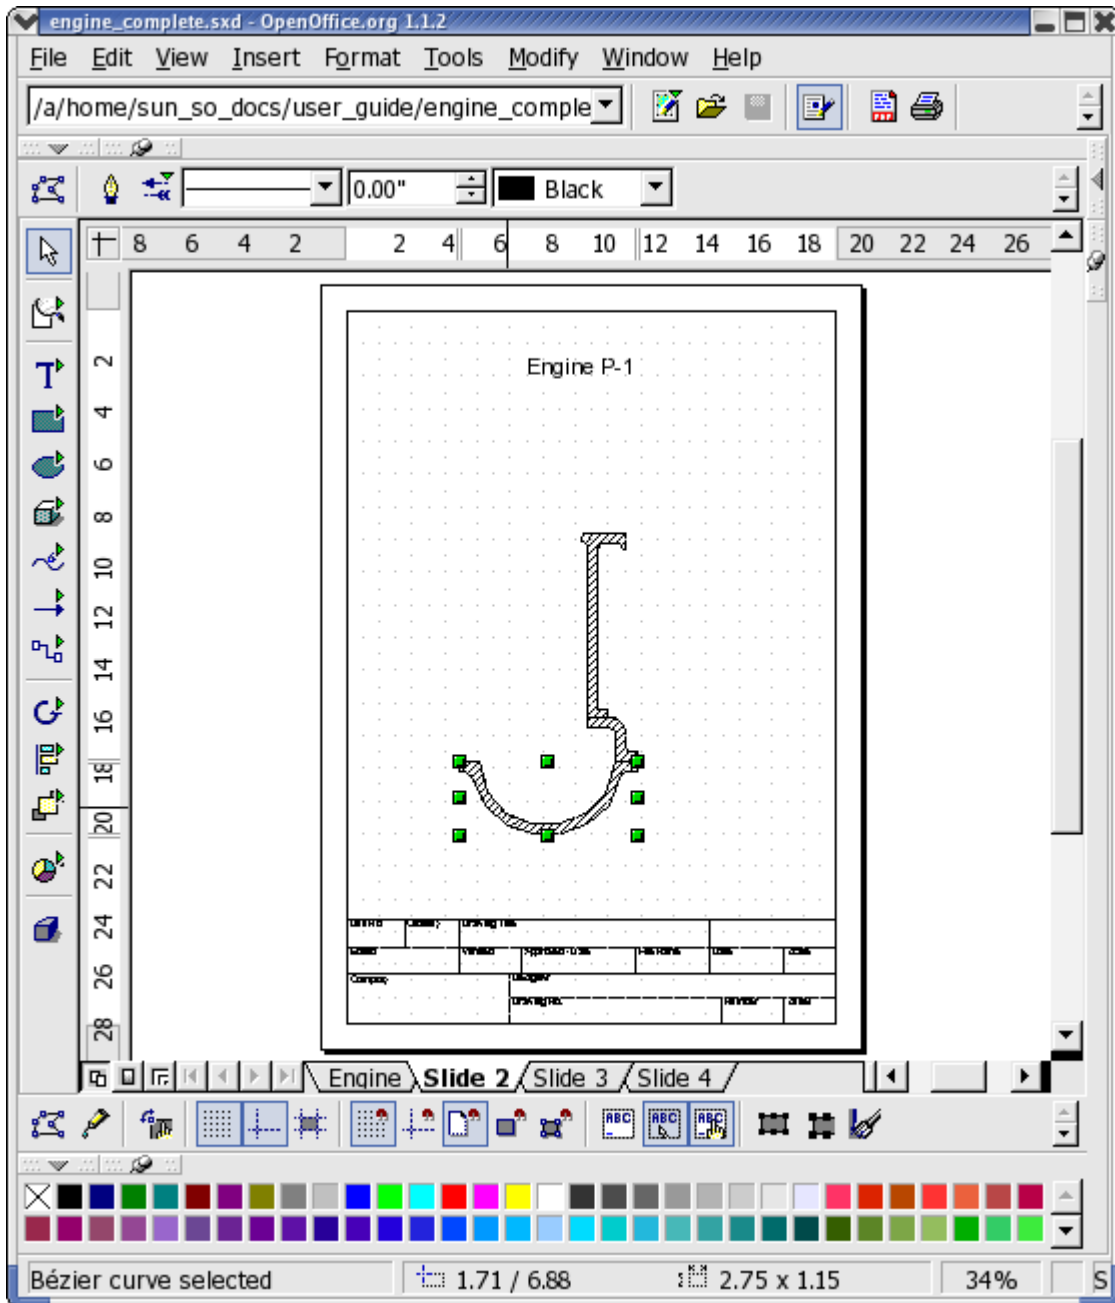 engine_complete.sxd - OpenOffice.org 1.1.2
File Edit View Insert Format Tools Modify Window Help
/a/home/sun_so_docs/user_guide/engine_comple
0.00" Black
8 6 4 2 2 4 6 8 10 12 14 16 18 20 22 24 26
2
4
6
8
10
12
14
16
18
20
22
24
26
28
Engine P-1
Engine Slide 2 Slide 3 Slide 4
ABC ABC ABC
Bézier curve selected 1.71 / 6.88 2.75 x 1.15 34% S